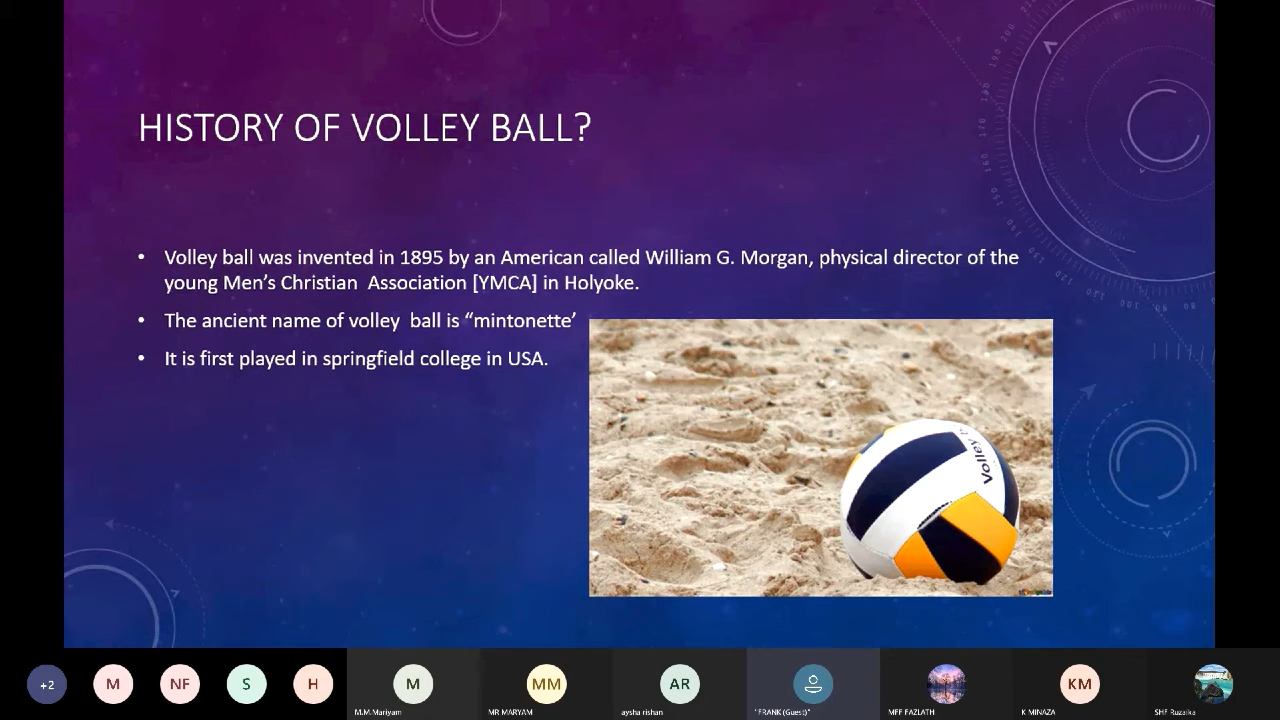 HISTORY OF VOLLEY BALL?
• Volley ball was invented in 1895 by an American called William G. Morgan, physical director of the
young Men’s Christian Association [YMCA] in Holyoke.
• The ancient name of volley ball is “mintonette’
• It is first played in springfield college in USA.
Volley
+2
M
NF
S
H
M
MM
AR
KM
M.M.Mariyam
MR MARYAM
aysha rishan
"FRANK (Guest)"
MFF FAZLATH
K MINAZA
SHF Ruzaika